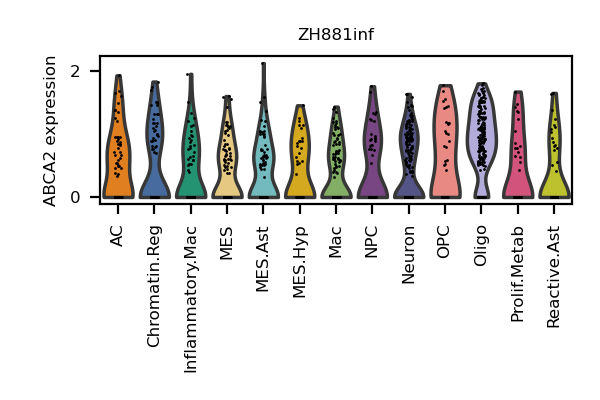 ZH881inf
ABCA2 expression
2
0
AC
Chromatin.Reg
Inflammatory.Mac
MES
MES.Ast
MES.Hyp
Mac
NPC
Neuron
OPC
Oligo
Prolif.Metab
Reactive.Ast